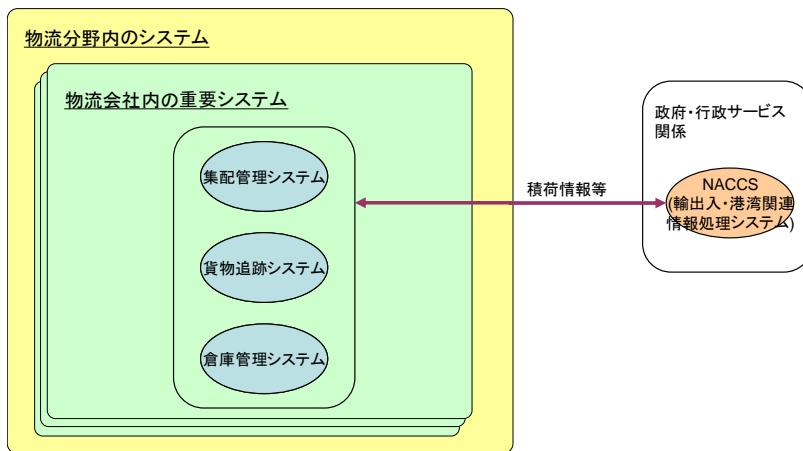 物流分野内のシステム
物流会社内の重要システム
集配管理システム
貨物追跡システム
倉庫管理システム
積荷情報等
政府・行政サービス
関係
NACCS
(輸出入・港湾関連
情報処理システム)